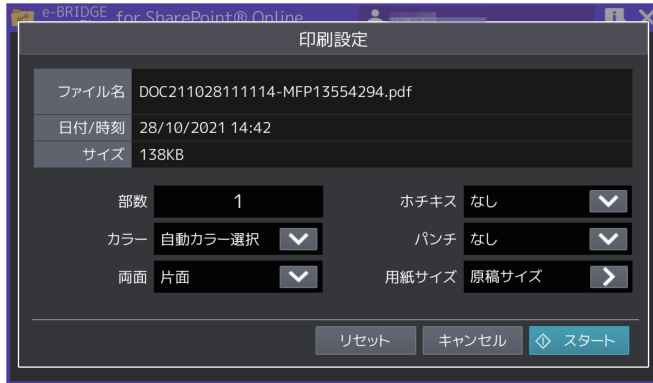 e-BRIDGE for SharePoint® Online
印刷設定
ファイル名 DOC211028111114-MFP13554294.pdf
日付/時刻 28/10/2021 14:42
サイズ 138KB
部数 1 ホチキス なし
カラー 自動カラー選択 パンチ なし
両面 片面 用紙サイズ 原稿サイズ
リセット キャンセル スタート